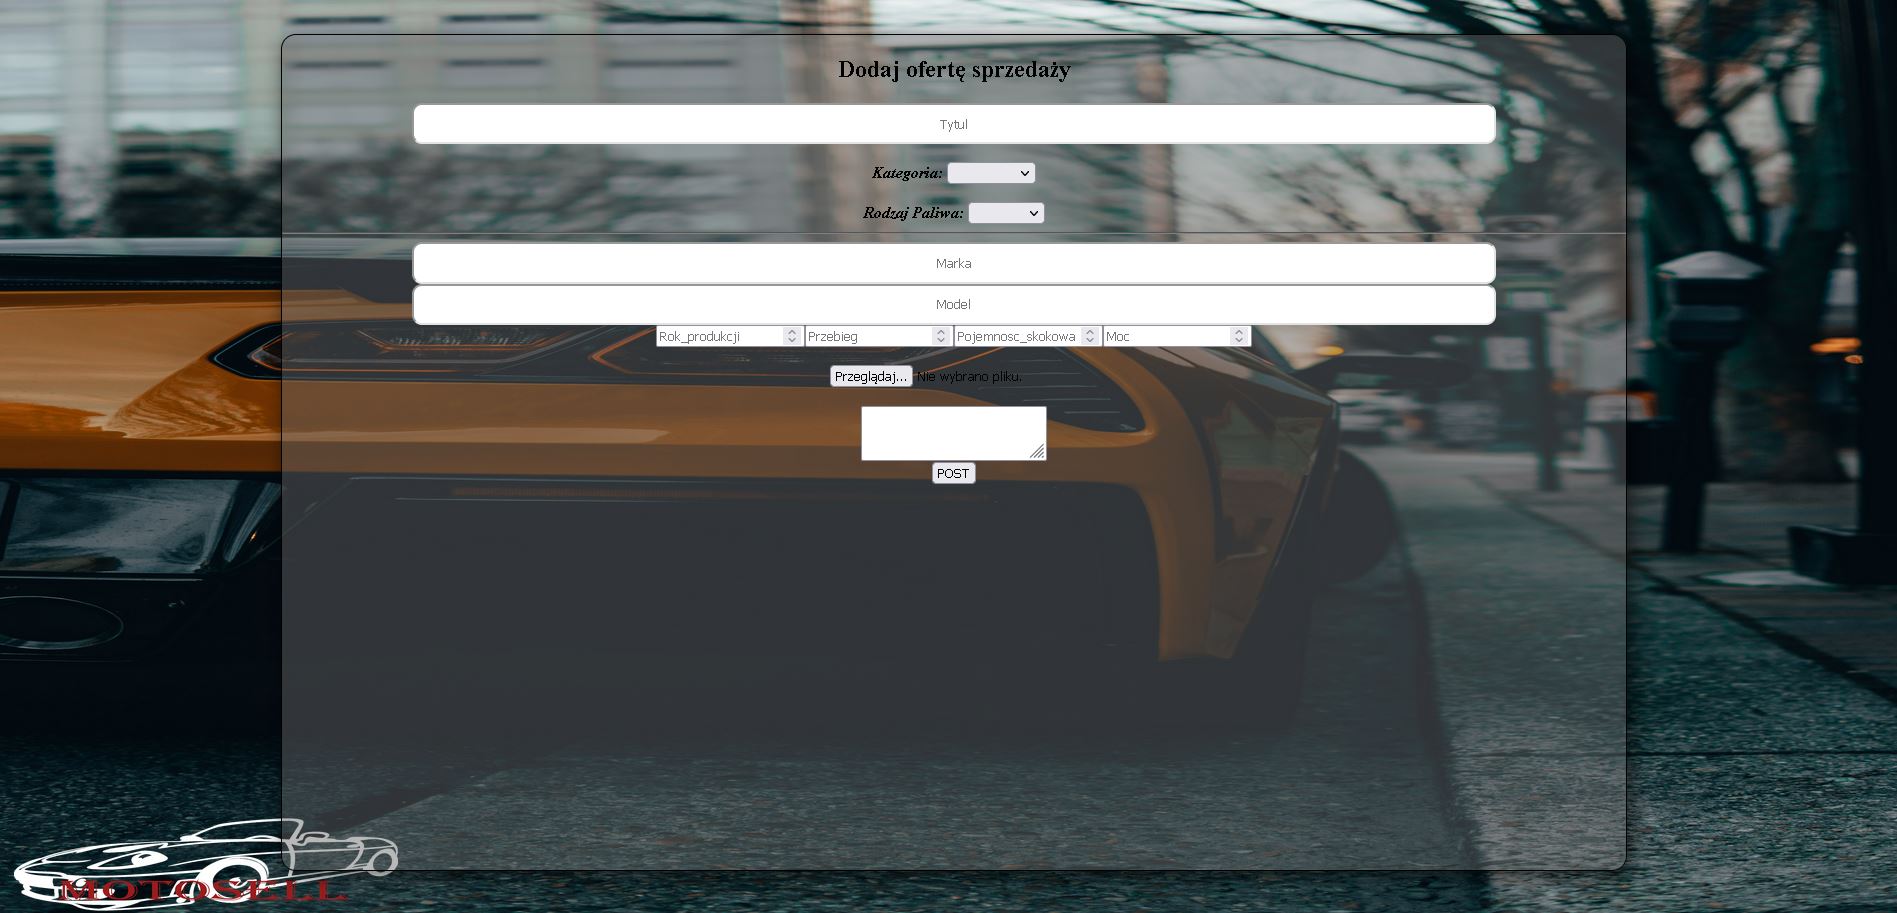 Dodaj ofertę sprzedaży
Tytul
Kategoria:
Rodzaj Paliwa:
Marka
Model
Rok_produkcji Przebieg Pojemnosc_skokowa Moc
Przeglądaj... Nie wybrano pliku.
POST
MOTOSELL